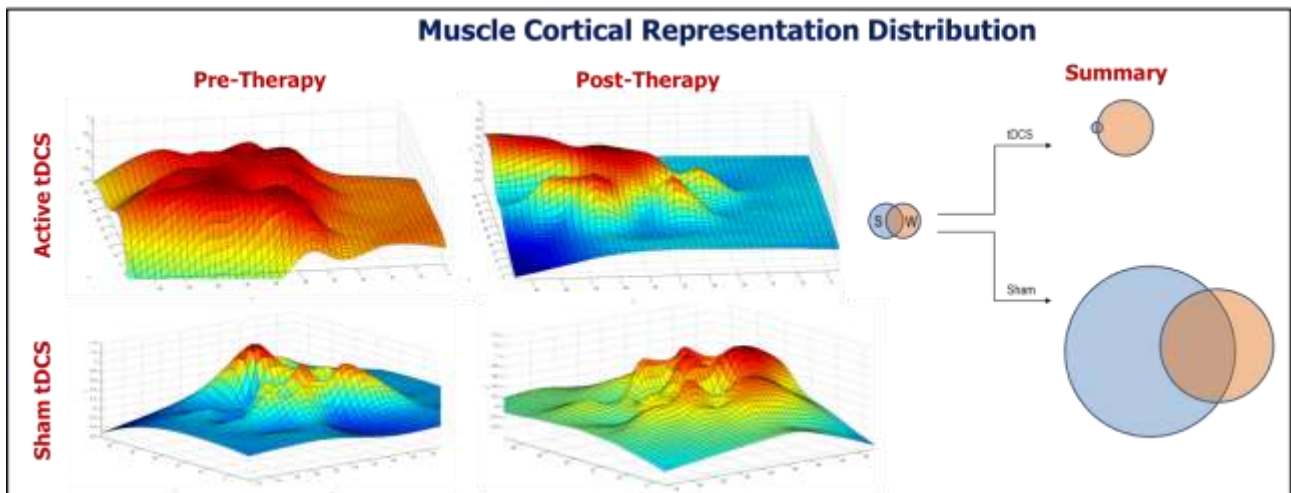 Muscle Cortical Representation Distribution
Pre-Therapy
Post-Therapy
Summary
Active tDCS
tDCS
S
W
Sham
Sham tDCS